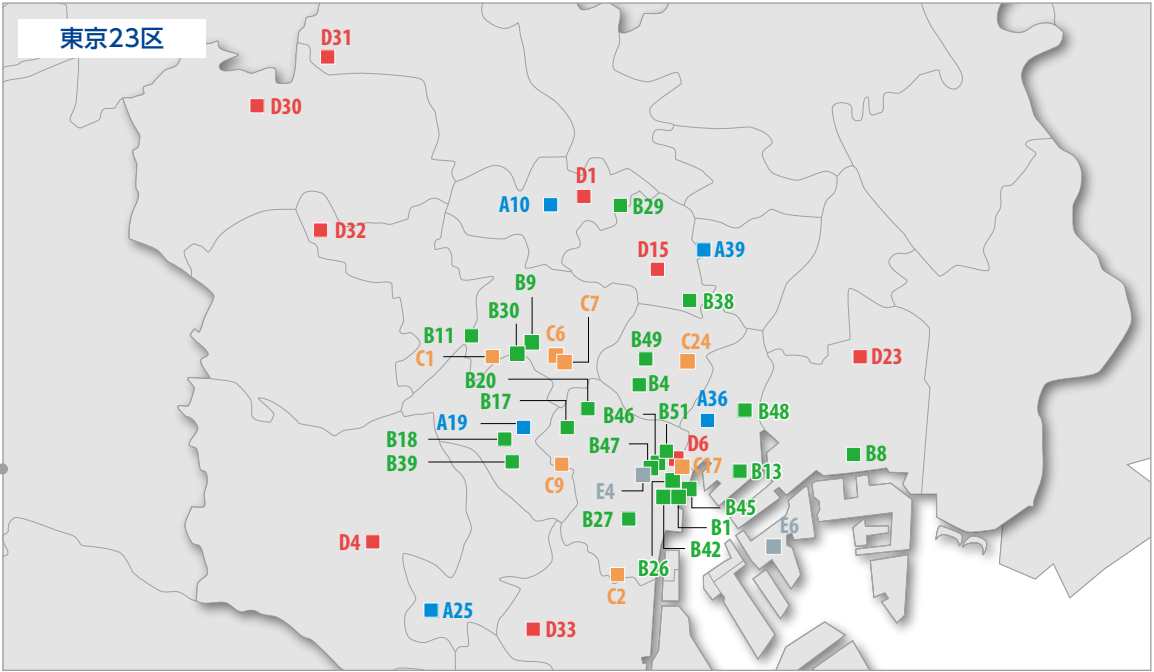 東京23区
D31
D30
D1
A10
B29
D32
D15
A39
B9
B30
C7
B38
B11
C6
C1
B49
C24
D23
B20
B4
B17
A36
A19
B46
B51
B48
B18
B47
D6
B39
C17
B8
C9
B13
E4
B45
B27
B1
E6
D4
B42
B26
C2
A25
D33